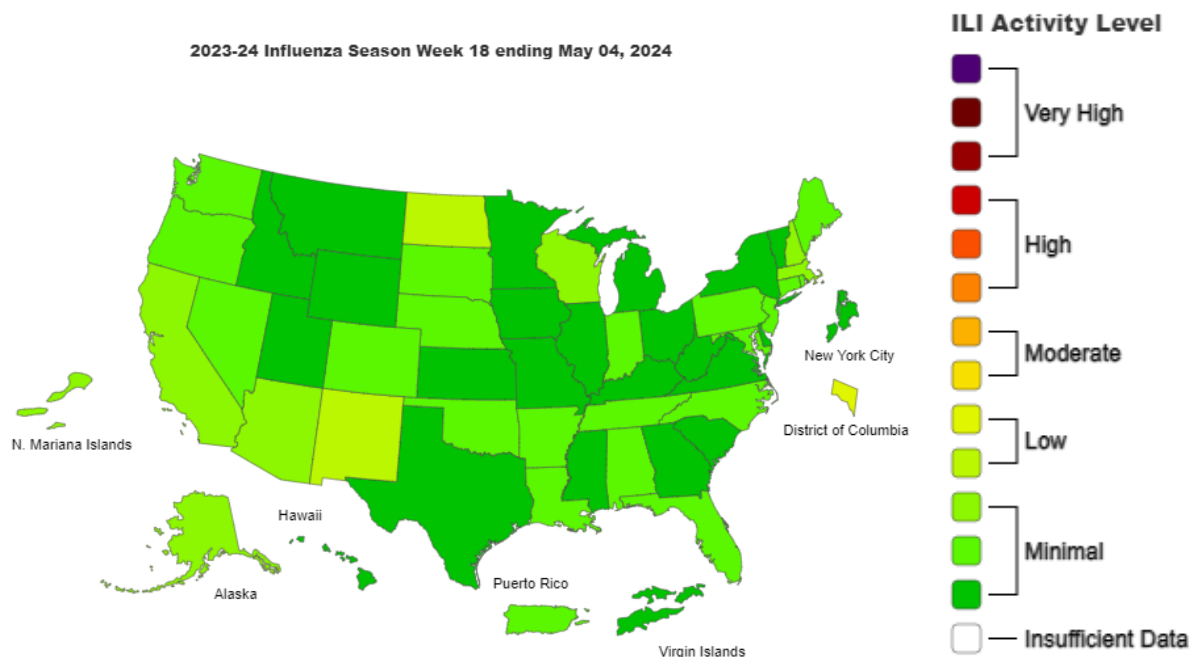 2023-24 Influenza Season Week 18 ending May 04, 2024
ILI Activity Level
Very High
High
Moderate
Low
Minimal
Insufficient Data
New York City
District of Columbia
N. Mariana Islands
Hawaii
Alaska
Puerto Rico
Virgin Islands